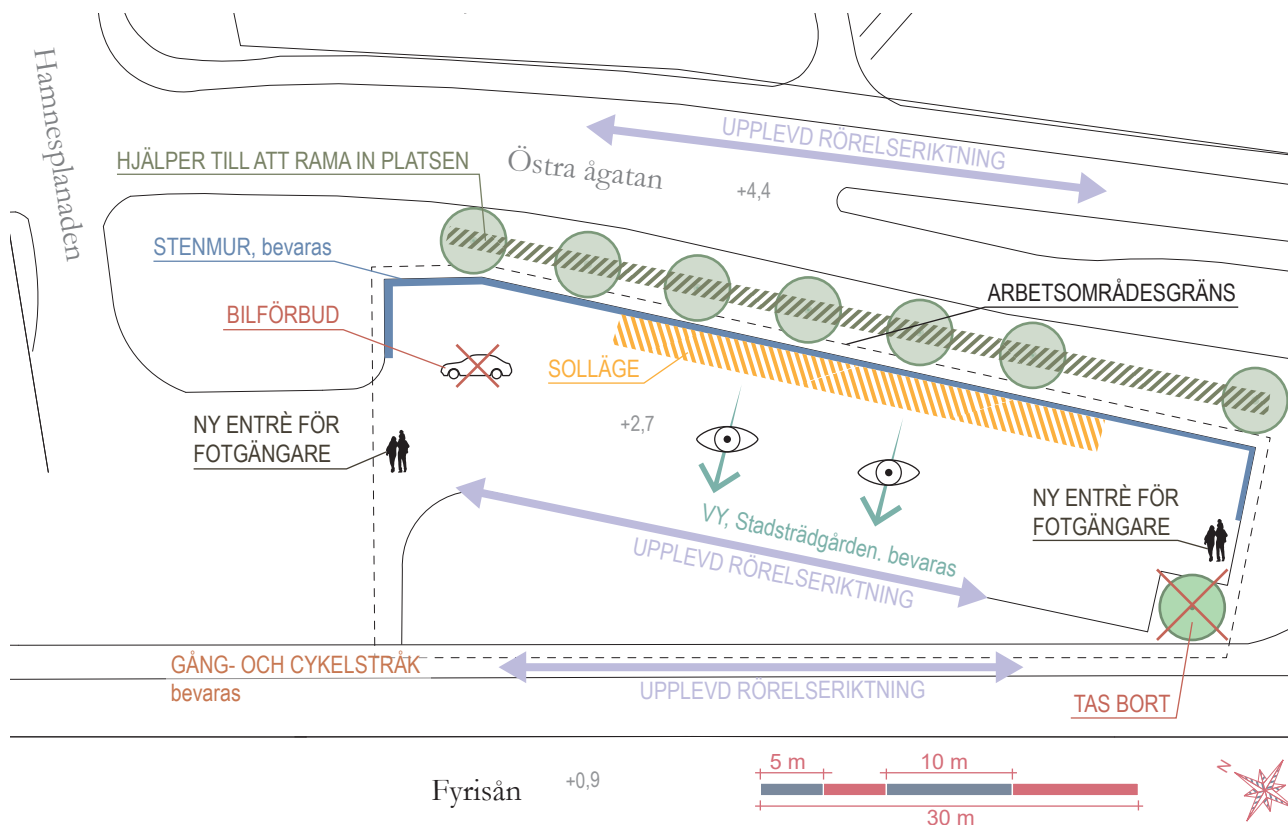 Hamnesplanaden
UPPLEVD RÖRELSERIKTNING
HJÄLPER TILL ATT RAMA IN PLATSEN
Östra ågatan
+4,4
STENMUR, bevaras
ARBETSOMRÅDESGRÄNS
BILFÖRBUD
SOLLÄGE
+2,7
NY ENTRÈ FÖR
FOTGÄNGARE
NY ENTRÈ FÖR
FOTGÄNGARE
VY, Stadsträdgården. bevaras
UPPLEVD RÖRELSERIKTNING
GÅNG- OCH CYKELSTRÅK
bevaras
UPPLEVD RÖRELSERIKTNING
TAS BORT
Fyrisån
+0,9
5 m
10 m
30 m
N